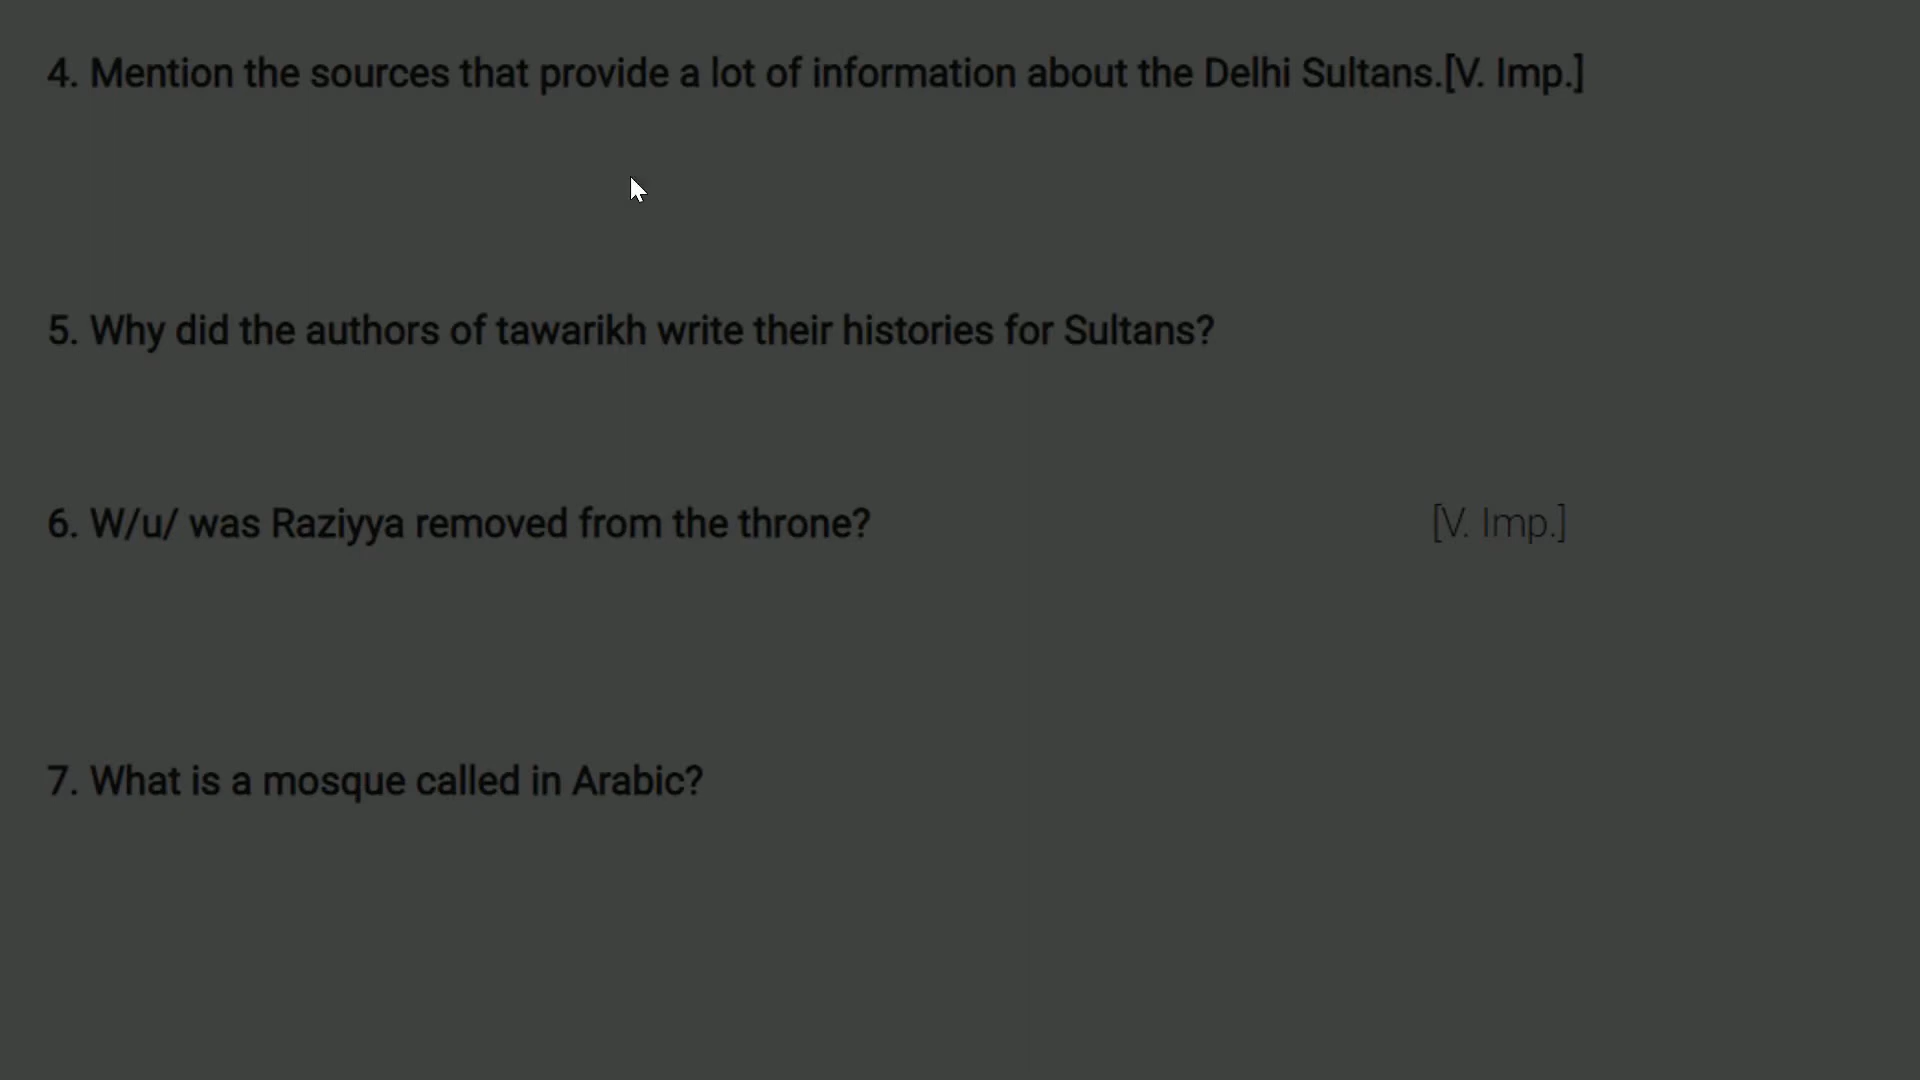 4. Mention the sources that provide a lot of information about the Delhi Sultans.[V. Imp.]
5. Why did the authors of tawarikh write their histories for Sultans?
6. W/u/ was Raziyya removed from the throne? [V. Imp.]
7. What is a mosque called in Arabic?